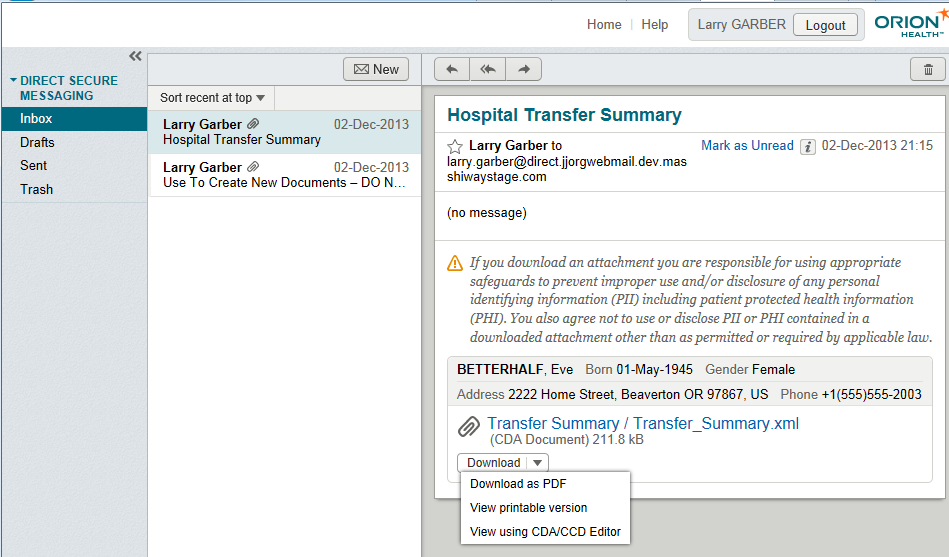 Home | Help
Larry GARBER
Logout
ORION
HEALTH™
DIRECT SECURE
MESSAGING
Inbox
Drafts
Sent
Trash
New
Sort recent at top
Larry Garber 02-Dec-2013
Hospital Transfer Summary
Larry Garber 02-Dec-2013
Use To Create New Documents – DO N...
Hospital Transfer Summary
Larry Garber to
larry.garber@direct.jjorgwebmail.dev.mas
shiwaystage.com
Mark as Unread i 02-Dec-2013 21:15
(no message)
If you download an attachment you are responsible for using appropriate
safeguards to prevent improper use and/or disclosure of any personal
identifying information (PII) including patient protected health information
(PHI). You also agree not to use or disclose PII or PHI contained in a
downloaded attachment other than as permitted or required by applicable law.
BETTERHALF, Eve Born 01-May-1945 Gender Female
Address 2222 Home Street, Beaverton OR 97867, US Phone +1(555)555-2003
Transfer Summary / Transfer_Summary.xml
(CDA Document) 211.8 kB
Download
Download as PDF
View printable version
View using CDA/CCD Editor